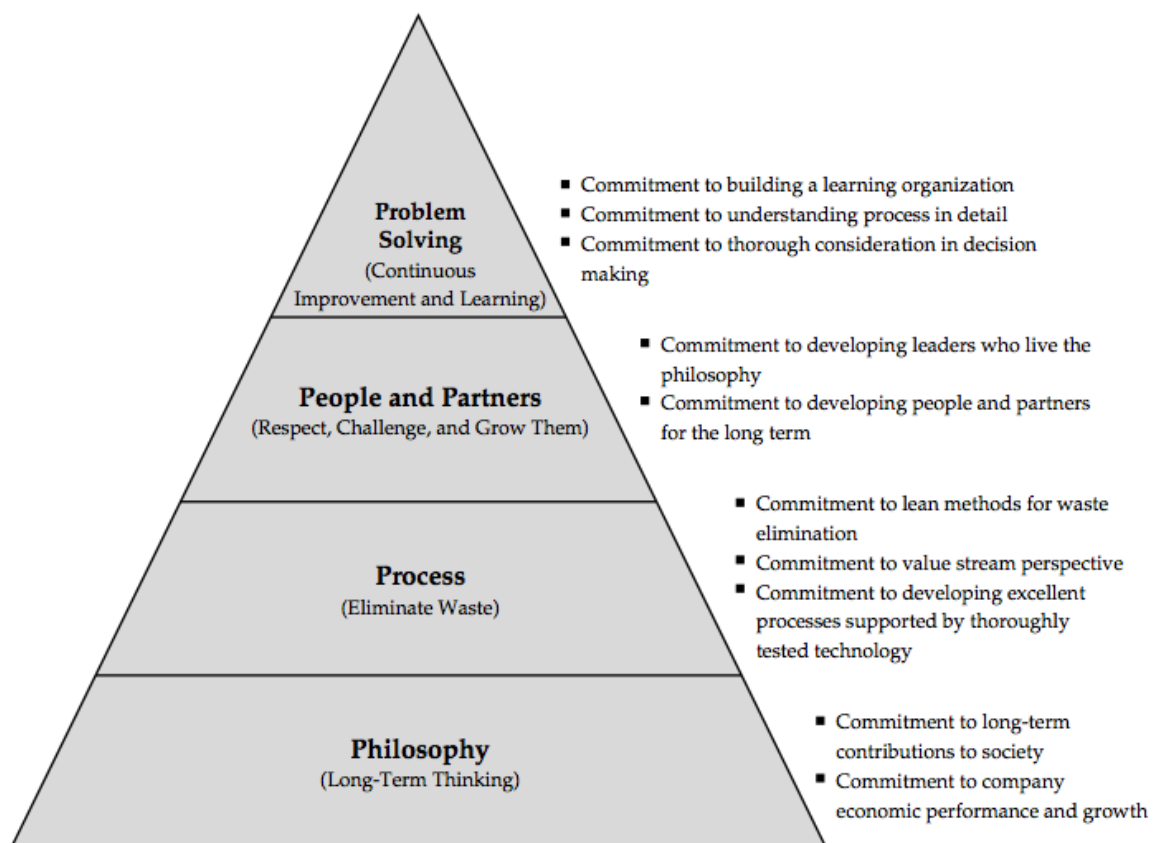 Problem
Solving
(Continuous
Improvement and Learning)
▪ Commitment to building a learning organization
▪ Commitment to understanding process in detail
▪ Commitment to thorough consideration in decision
making
People and Partners
(Respect, Challenge, and Grow Them)
▪ Commitment to developing leaders who live the
philosophy
▪ Commitment to developing people and partners
for the long term
Process
(Eliminate Waste)
▪ Commitment to lean methods for waste
elimination
▪ Commitment to value stream perspective
▪ Commitment to developing excellent
processes supported by thoroughly
tested technology
Philosophy
(Long-Term Thinking)
▪ Commitment to long-term
contributions to society
▪ Commitment to company
economic performance and growth